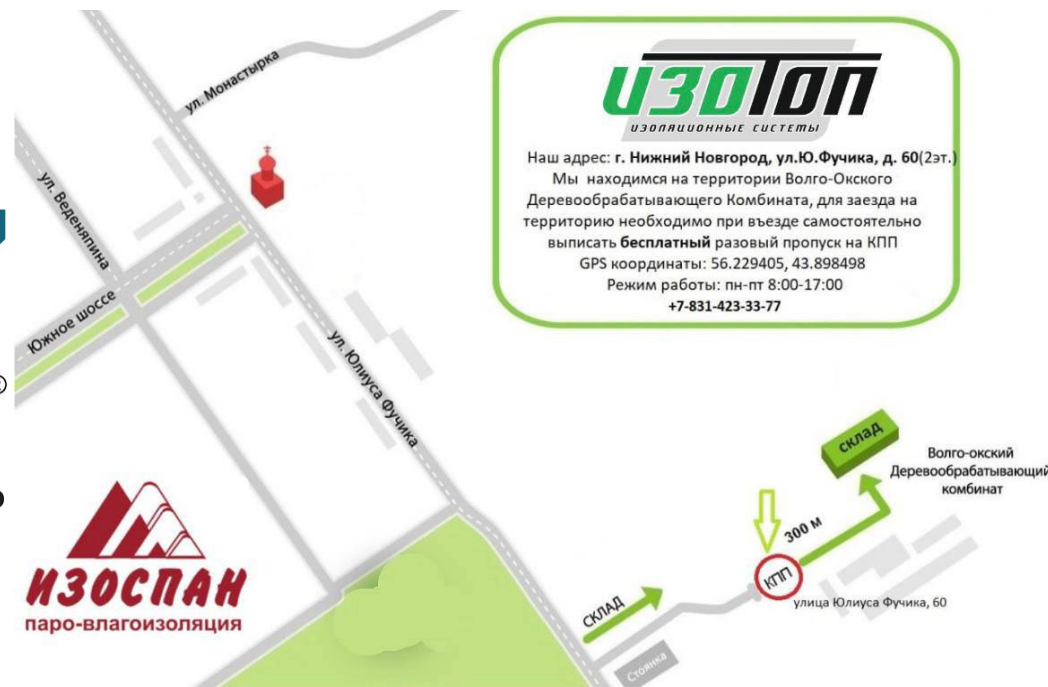 ул. Монастырка
изотоп
изоляционные системы
Наш адрес: г. Нижний Новгород, ул.Ю.Фучика, д. 60(2эт.)
Мы находимся на территории Волго-Окского
Деревообрабатывающего Комбината, для заезда на
территорию необходимо при въезде самостоятельно
выписать бесплатный разовый пропуск на КПП
GPS координаты: 56.229405, 43.898498
Режим работы: пн-пт 8:00-17:00
+7-831-423-33-77
ул. Веденяпина
Южное шоссе
ул. Юлиуса Фучика
склад
Волго-окский
Деревообрабатывающий
комбинат
300 м
КПП
улица Юлиуса Фучика, 60
СКЛАД
Стоянка
ИЗОСПАН
паро-влагоизоляция